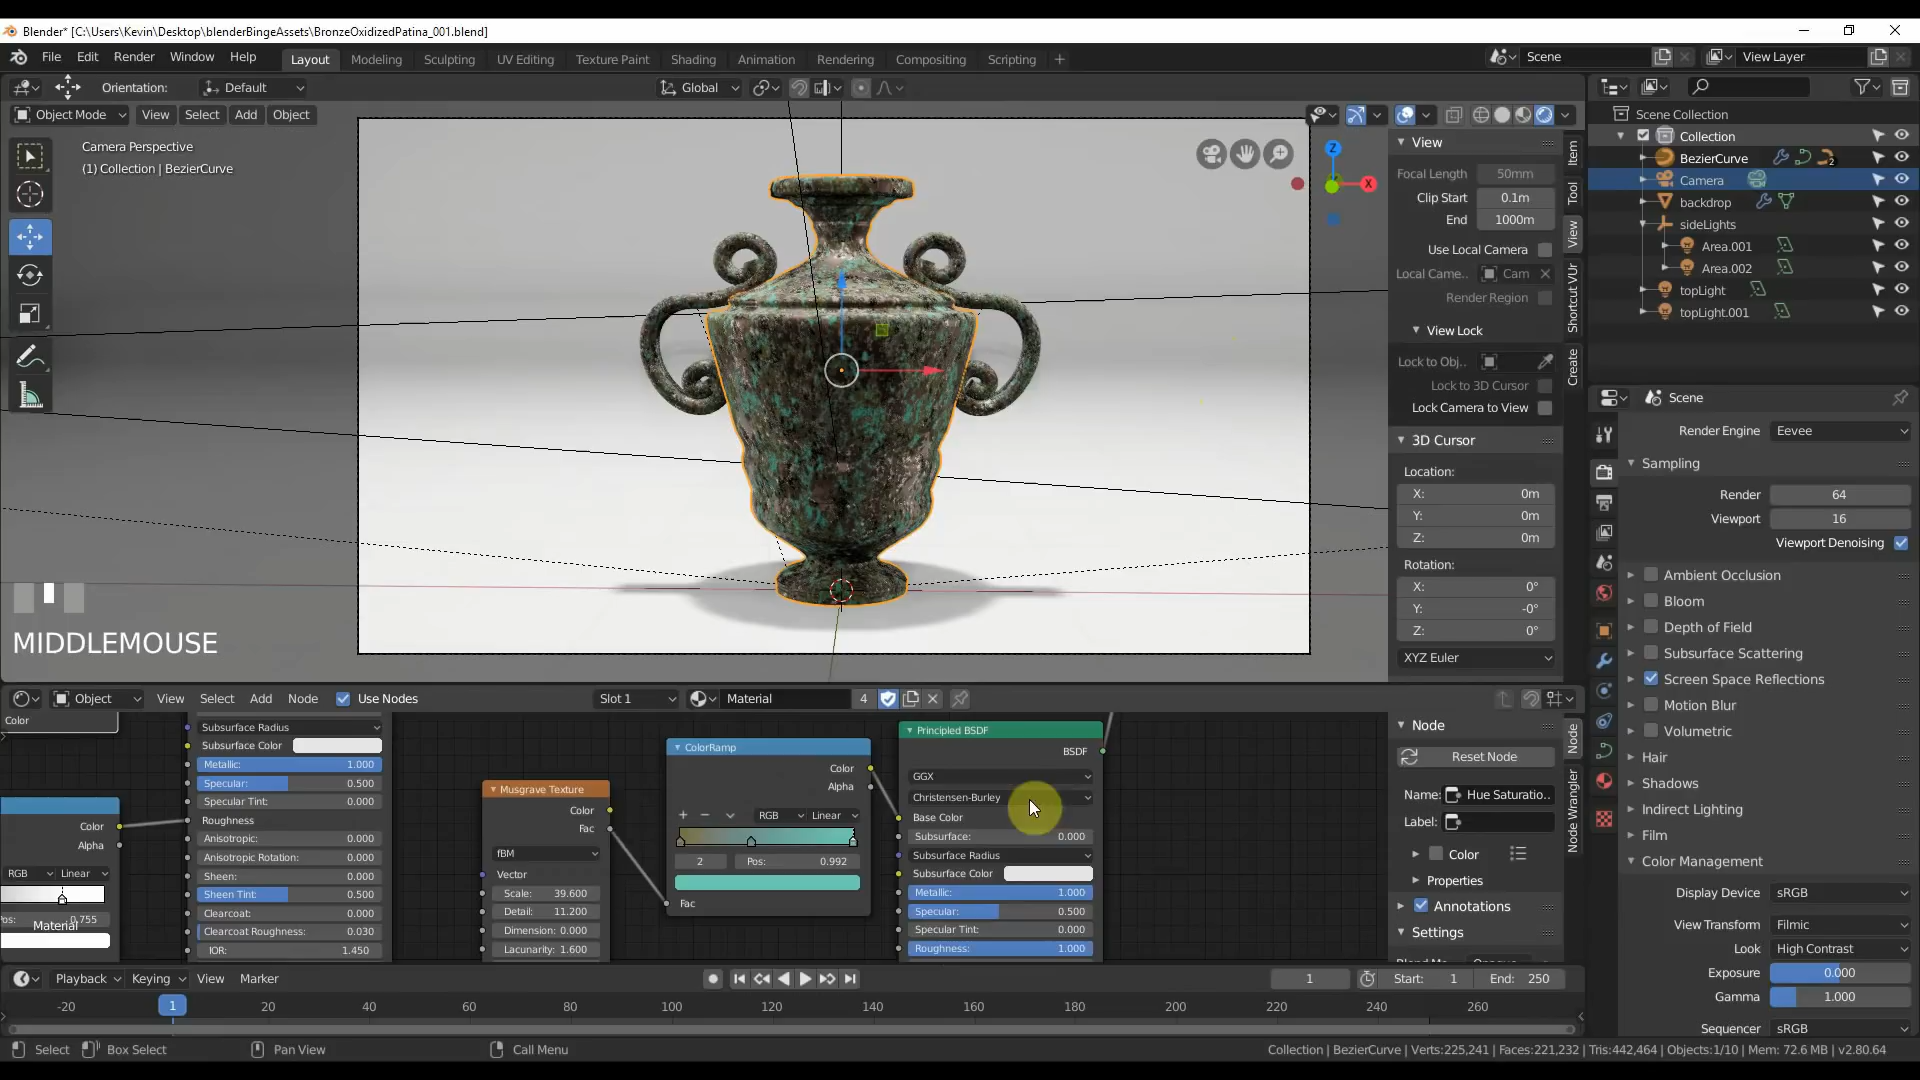 Blender* [C:\Users\Kevin\Desktop\blenderBingeAssets\BronzeOxidizedPatina_001.blend]
File Edit Render Window Help Layout Modeling Sculpting UV Editing Texture Paint Shading Animation Rendering Compositing Scripting + Scene View Layer
Orientation: Default Global
Object Mode View Select Add Object
Camera Perspective
(1) Collection | BezierCurve
MIDDLEMOUSE
Z
X
View
Focal Length 50mm
Clip Start 0.1m
End 1000m
Use Local Camera
Local Came.. Cam
Render Region
View Lock
Lock to Obj..
Lock to 3D Cursor
Lock Camera to View
3D Cursor
Location:
X: 0m
Y: 0m
Z: 0m
Rotation:
X: 0°
Y: -0°
Z: 0°
XYZ Euler
Item
Tool
View
Shortcut VUr
Create
Scene Collection
Collection
BezierCurve 2
Camera
backdrop
sideLights
Area.001
Area.002
topLight
topLight.001
Scene
Render Engine Eevee
Sampling
Render 64
Viewport 16
Viewport Denoising
Ambient Occlusion
Bloom
Depth of Field
Subsurface Scattering
Screen Space Reflections
Motion Blur
Volumetric
Hair
Shadows
Indirect Lighting
Film
Color Management
Display Device sRGB
View Transform Filmic
Look High Contrast
Exposure 0.000
Gamma 1.000
Sequencer sRGB
Object View Select Add Node Use Nodes Slot 1 Material 4
Color
Color
Alpha
RGB Linear
0.755
Material
Subsurface Radius
Subsurface Color
Metallic: 1.000
Specular: 0.500
Specular Tint: 0.000
Roughness
Anisotropic: 0.000
Anisotropic Rotation: 0.000
Sheen: 0.000
Sheen Tint: 0.500
Clearcoat: 0.000
Clearcoat Roughness: 0.030
IOR: 1.450
Musgrave Texture
Color
Fac
fBM
Vector
Scale: 39.600
Detail: 11.200
Dimension: 0.000
Lacunarity: 1.600
ColorRamp
Color
Alpha
+ − RGB Linear
2 Pos: 0.992
Fac
Principled BSDF
BSDF
GGX
Christensen-Burley
Base Color
Subsurface: 0.000
Subsurface Radius
Subsurface Color
Metallic: 1.000
Specular: 0.500
Specular Tint: 0.000
Roughness: 1.000
Node
Reset Node
Name: Hue Saturatio..
Label:
Color
Properties
Annotations
Settings
Node
Node Wrangler
Playback Keying View Marker 1 Start: 1 End: 250
-20 1 20 40 60 80 100 120 140 160 180 200 220 240 260
Select Box Select Pan View Call Menu Collection | BezierCurve | Verts:225,241 | Faces:221,232 | Tris:442,464 | Objects:1/10 | Mem: 72.6 MB | v2.80.64